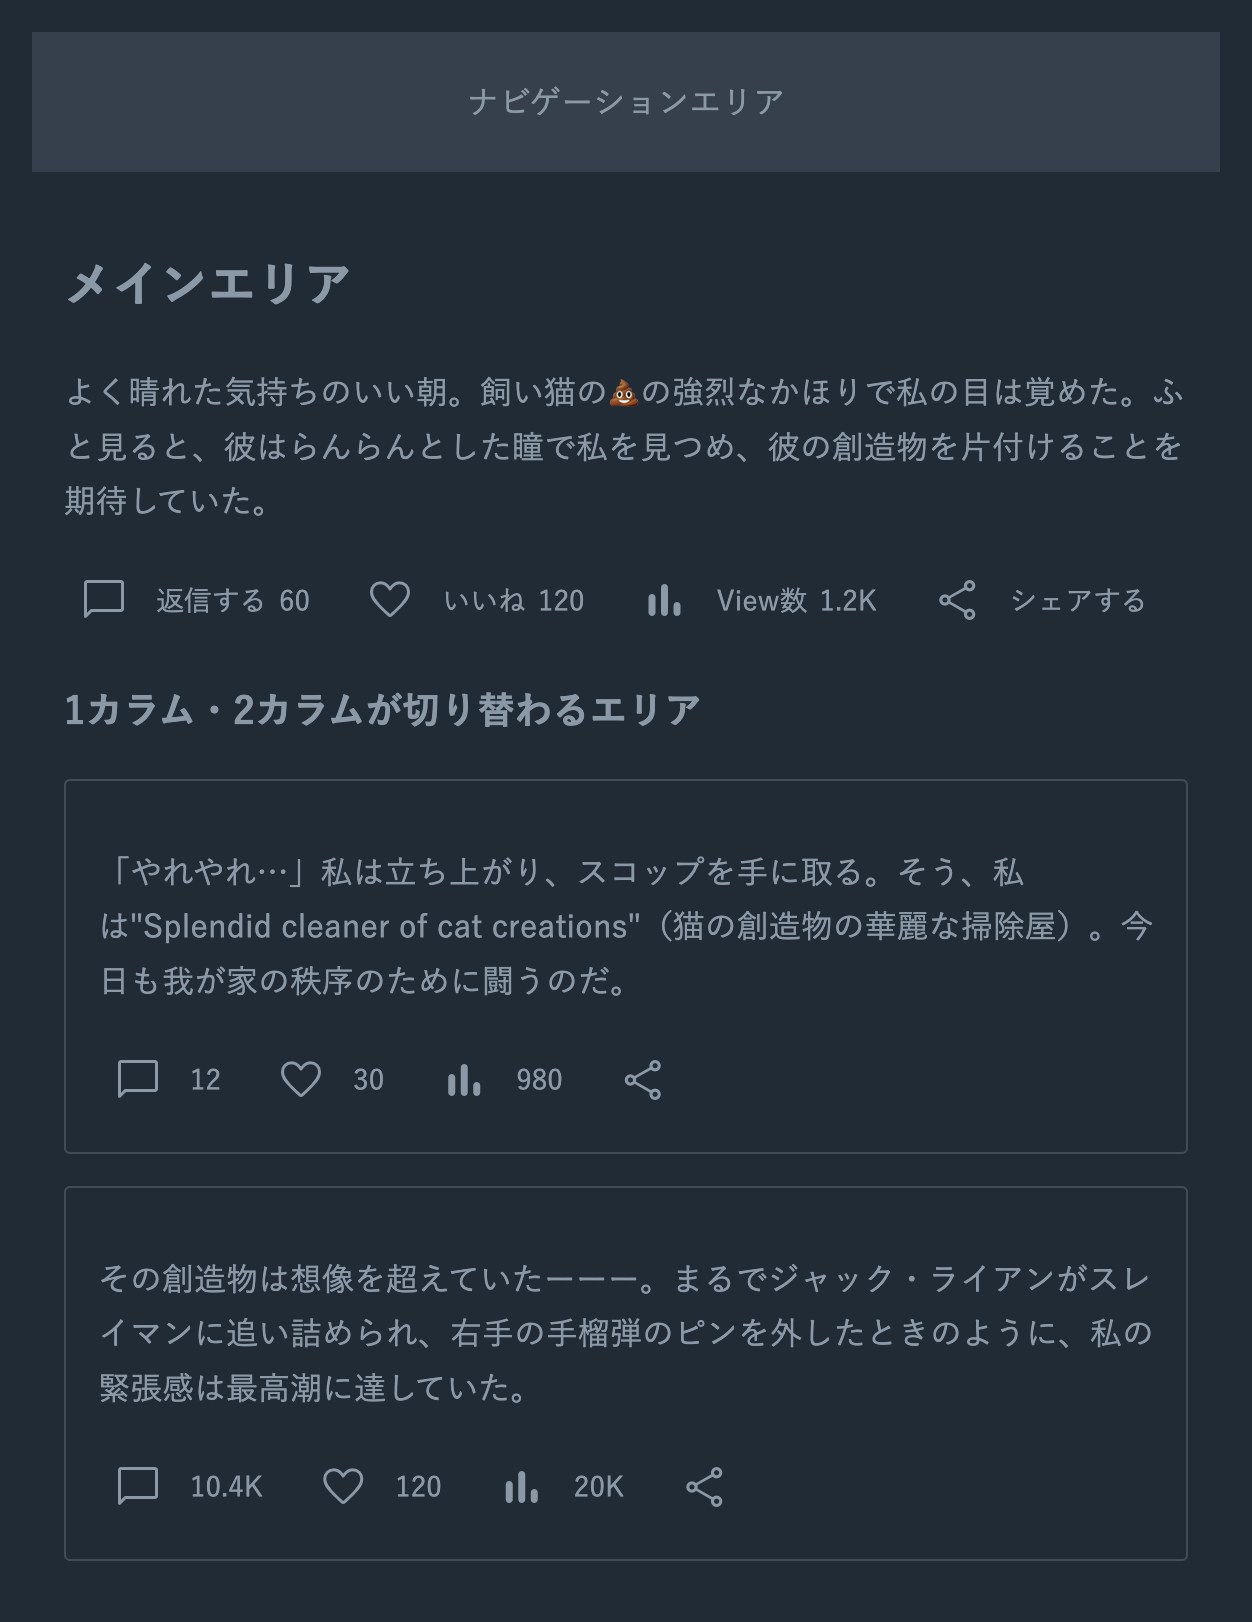 ナビゲーションエリア
メインエリア
よく晴れた気持ちのいい朝。飼い猫の💩の強烈なかほりで私の目は覚めた。ふ
と見ると、彼はらんらんとした瞳で私を見つめ、彼の創造物を片付けることを
期待していた。
返信する 60 いいね 120 View数 1.2K シェアする
1カラム・2カラムが切り替わるエリア
「やれやれ…」私は立ち上がり、スコップを手に取る。そう、私
は"Splendid cleaner of cat creations"（猫の創造物の華麗な掃除屋）。今
日も我が家の秩序のために闘うのだ。
12 30 980
その創造物は想像を超えていたーーー。まるでジャック・ライアンがスレ
イマンに追い詰められ、右手の手榴弾のピンを外したときのように、私の
緊張感は最高潮に達していた。
10.4K 120 20K